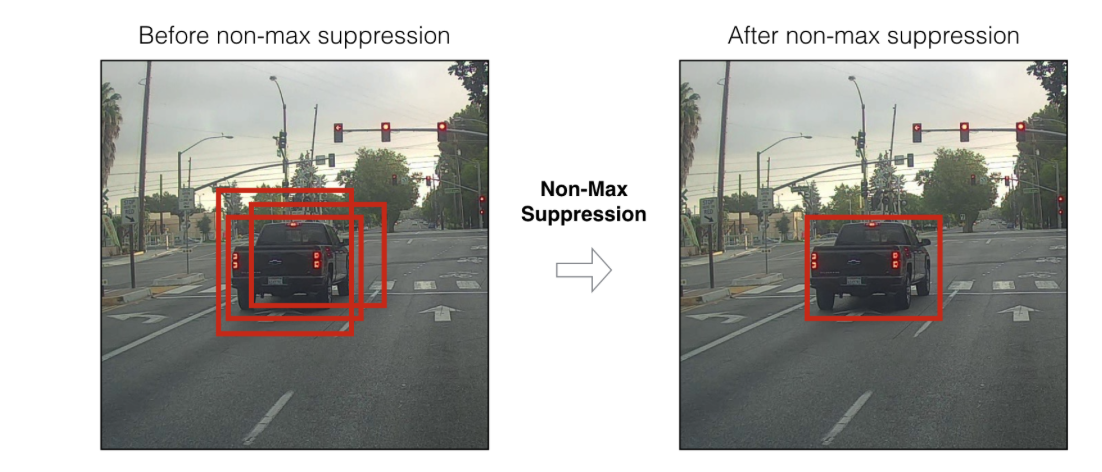 Before non-max suppression
After non-max suppression
Non-Max
Suppression